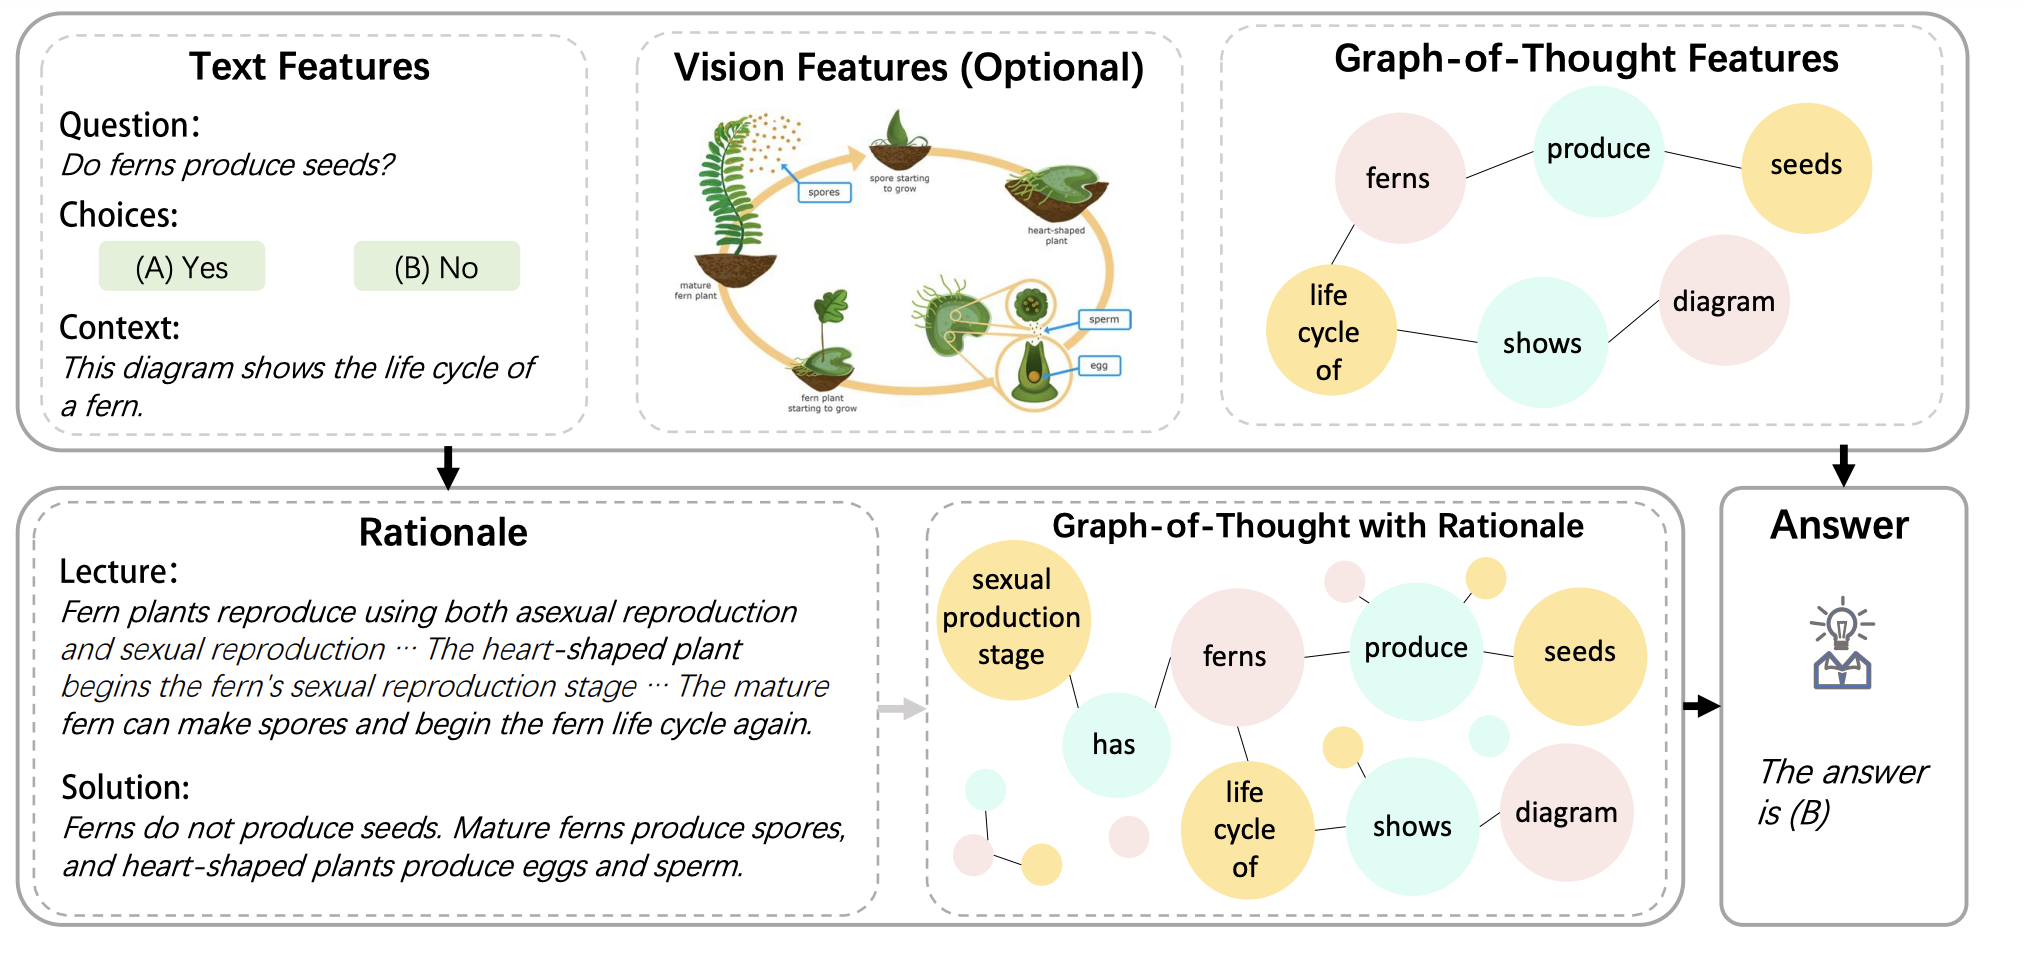 Text Features
Question:
Do ferns produce seeds?
Choices:
(A) Yes
(B) No
Context:
This diagram shows the life cycle of
a fern.
Vision Features (Optional)
spores
spore starting
to grow
heart-shaped
plant
mature
fern plant
sperm
egg
fern plant
starting to grow
Graph-of-Thought Features
ferns
produce
seeds
life
cycle
of
shows
diagram
Rationale
Lecture:
Fern plants reproduce using both asexual reproduction
and sexual reproduction ··· The heart-shaped plant
begins the fern's sexual reproduction stage ··· The mature
fern can make spores and begin the fern life cycle again.
Solution:
Ferns do not produce seeds. Mature ferns produce spores,
and heart-shaped plants produce eggs and sperm.
Graph-of-Thought with Rationale
sexual
production
stage
has
ferns
produce
seeds
life
cycle
of
shows
diagram
Answer
The answer
is (B)